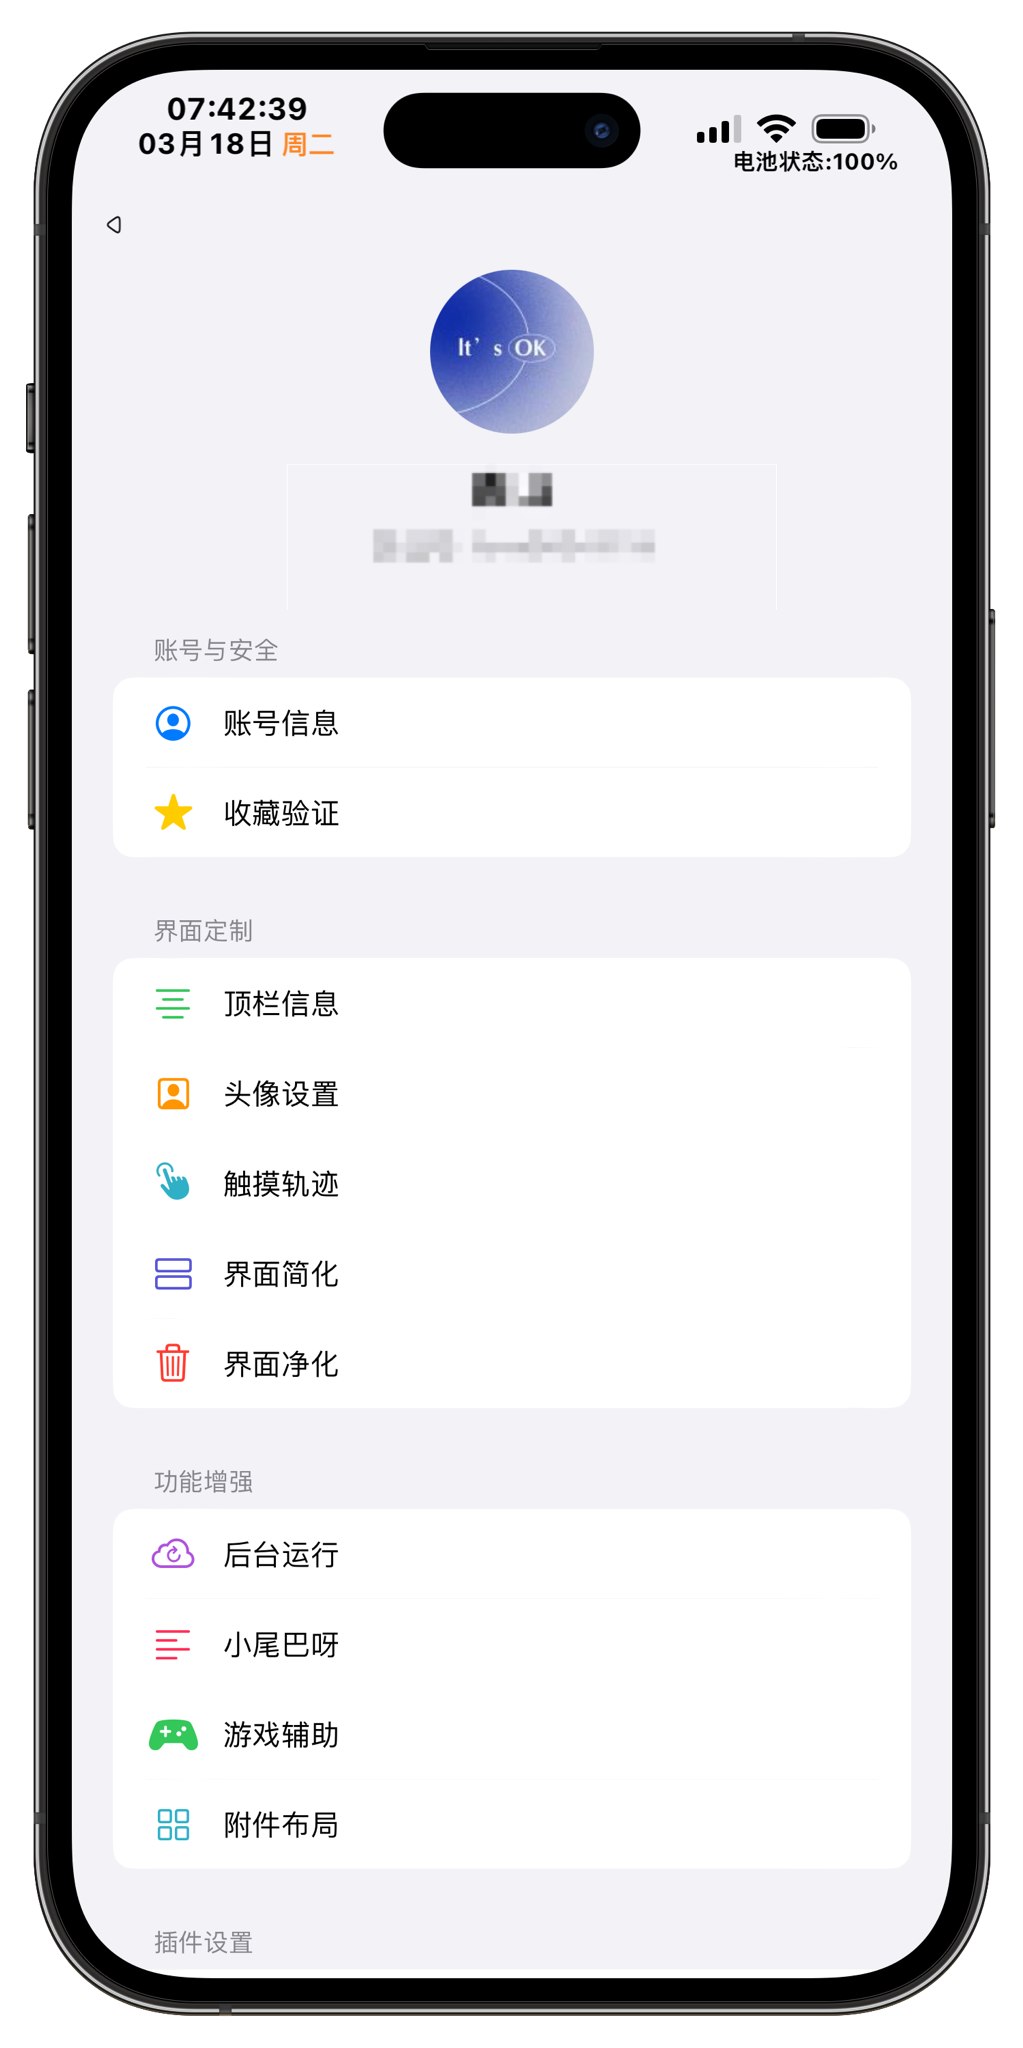 07:42:39
03月18日 周二
电池状态:100%
It's OK
账号与安全
账号信息
收藏验证
界面定制
顶栏信息
头像设置
触摸轨迹
界面简化
界面净化
功能增强
后台运行
小尾巴呀
游戏辅助
附件布局
插件设置